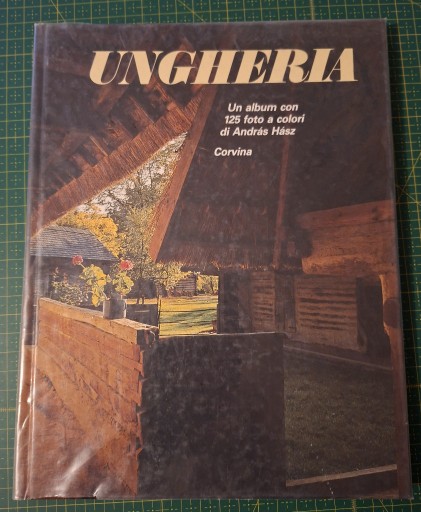 UNGHERIA
Un album con
125 foto a colori
di András Hász
Corvina